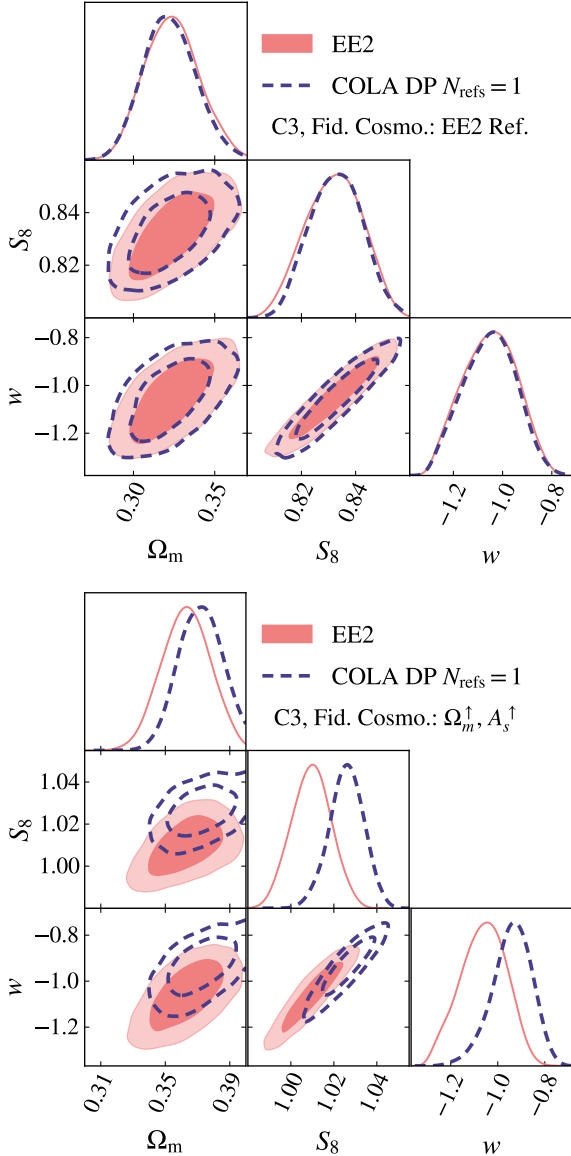 EE2
COLA DP N_refs = 1
C3, Fid. Cosmo.: EE2 Ref.
S_8
0.84
0.82
w
−0.8
−1.0
−1.2
0.30
0.35
0.82
0.84
−1.2
−1.0
−0.8
Ω_m
S_8
w
EE2
COLA DP N_refs = 1
C3, Fid. Cosmo.: Ω_m^↑, A_s^↑
S_8
1.04
1.02
1.00
w
−0.8
−1.0
−1.2
0.31
0.35
0.39
1.00
1.02
1.04
−1.2
−1.0
−0.8
Ω_m
S_8
w